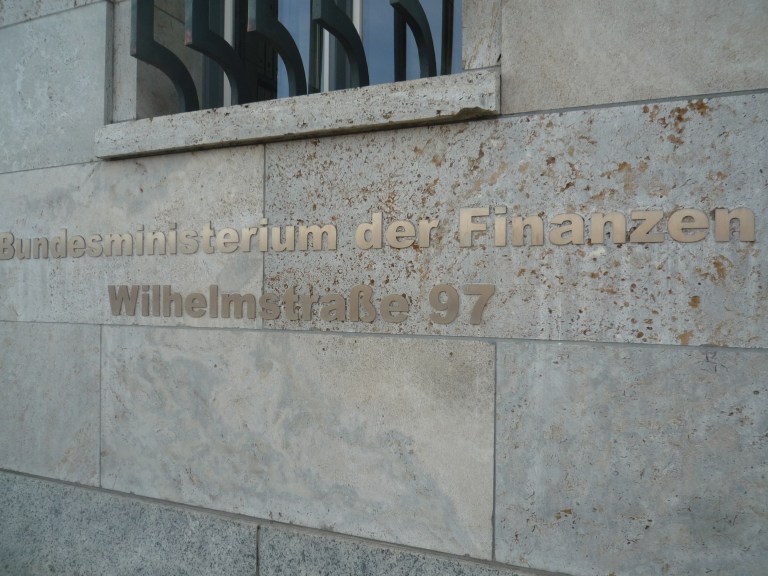 Bundesministerium der Finanzen
Wilhelmstraße 97